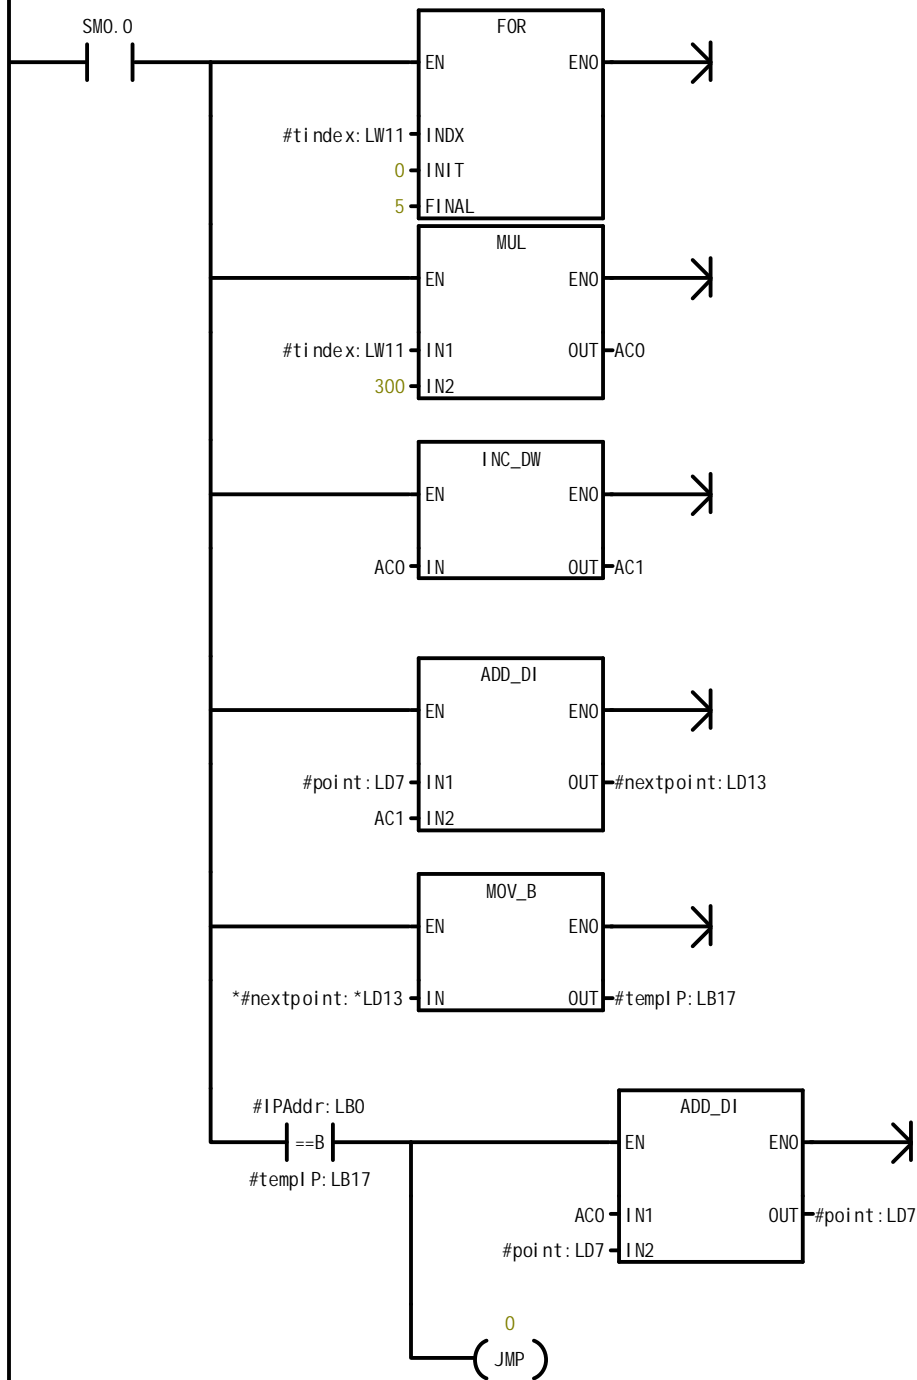 SM0.0
FOR
EN ENO
#tindex:LW11 INDX
0 INIT
5 FINAL
MUL
EN ENO
#tindex:LW11 IN1 OUT AC0
300 IN2
INC_DW
EN ENO
AC0 IN OUT AC1
ADD_DI
EN ENO
#point:LD7 IN1 OUT #nextpoint:LD13
AC1 IN2
MOV_B
EN ENO
*#nextpoint:*LD13 IN OUT #tempIP:LB17
#IPAddr:LB0
==B
#tempIP:LB17
ADD_DI
EN ENO
AC0 IN1 OUT #point:LD7
#point:LD7 IN2
0
JMP